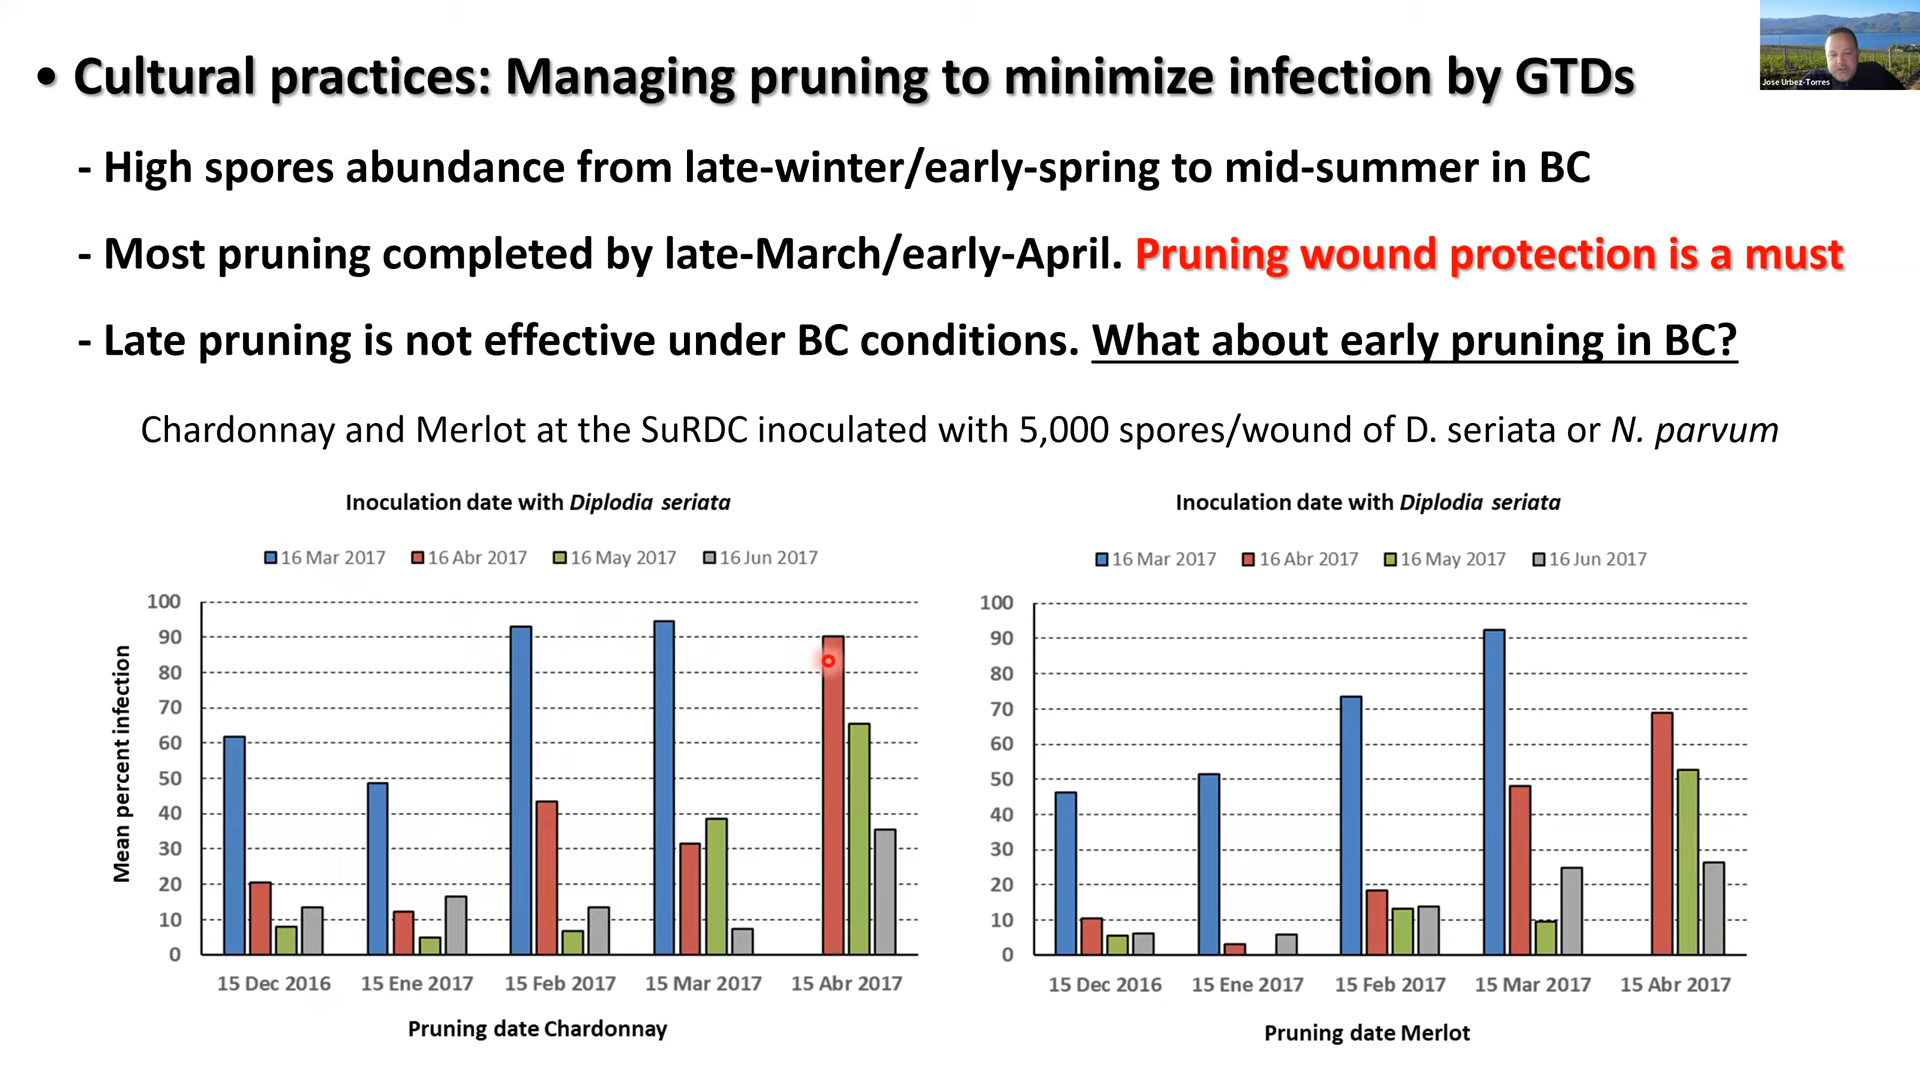 • Cultural practices: Managing pruning to minimize infection by GTDs
Jose Urbez-Torres
- High spores abundance from late-winter/early-spring to mid-summer in BC
- Most pruning completed by late-March/early-April. Pruning wound protection is a must
- Late pruning is not effective under BC conditions. What about early pruning in BC?
Chardonnay and Merlot at the SuRDC inoculated with 5,000 spores/wound of D. seriata or N. parvum
Inoculation date with Diplodia seriata
16 Mar 2017 16 Abr 2017 16 May 2017 16 Jun 2017
100
90
80
70
60
50
40
30
20
10
0
Mean percent infection
15 Dec 2016 15 Ene 2017 15 Feb 2017 15 Mar 2017 15 Abr 2017
Pruning date Chardonnay
Inoculation date with Diplodia seriata
16 Mar 2017 16 Abr 2017 16 May 2017 16 Jun 2017
100
90
80
70
60
50
40
30
20
10
0
15 Dec 2016 15 Ene 2017 15 Feb 2017 15 Mar 2017 15 Abr 2017
Pruning date Merlot